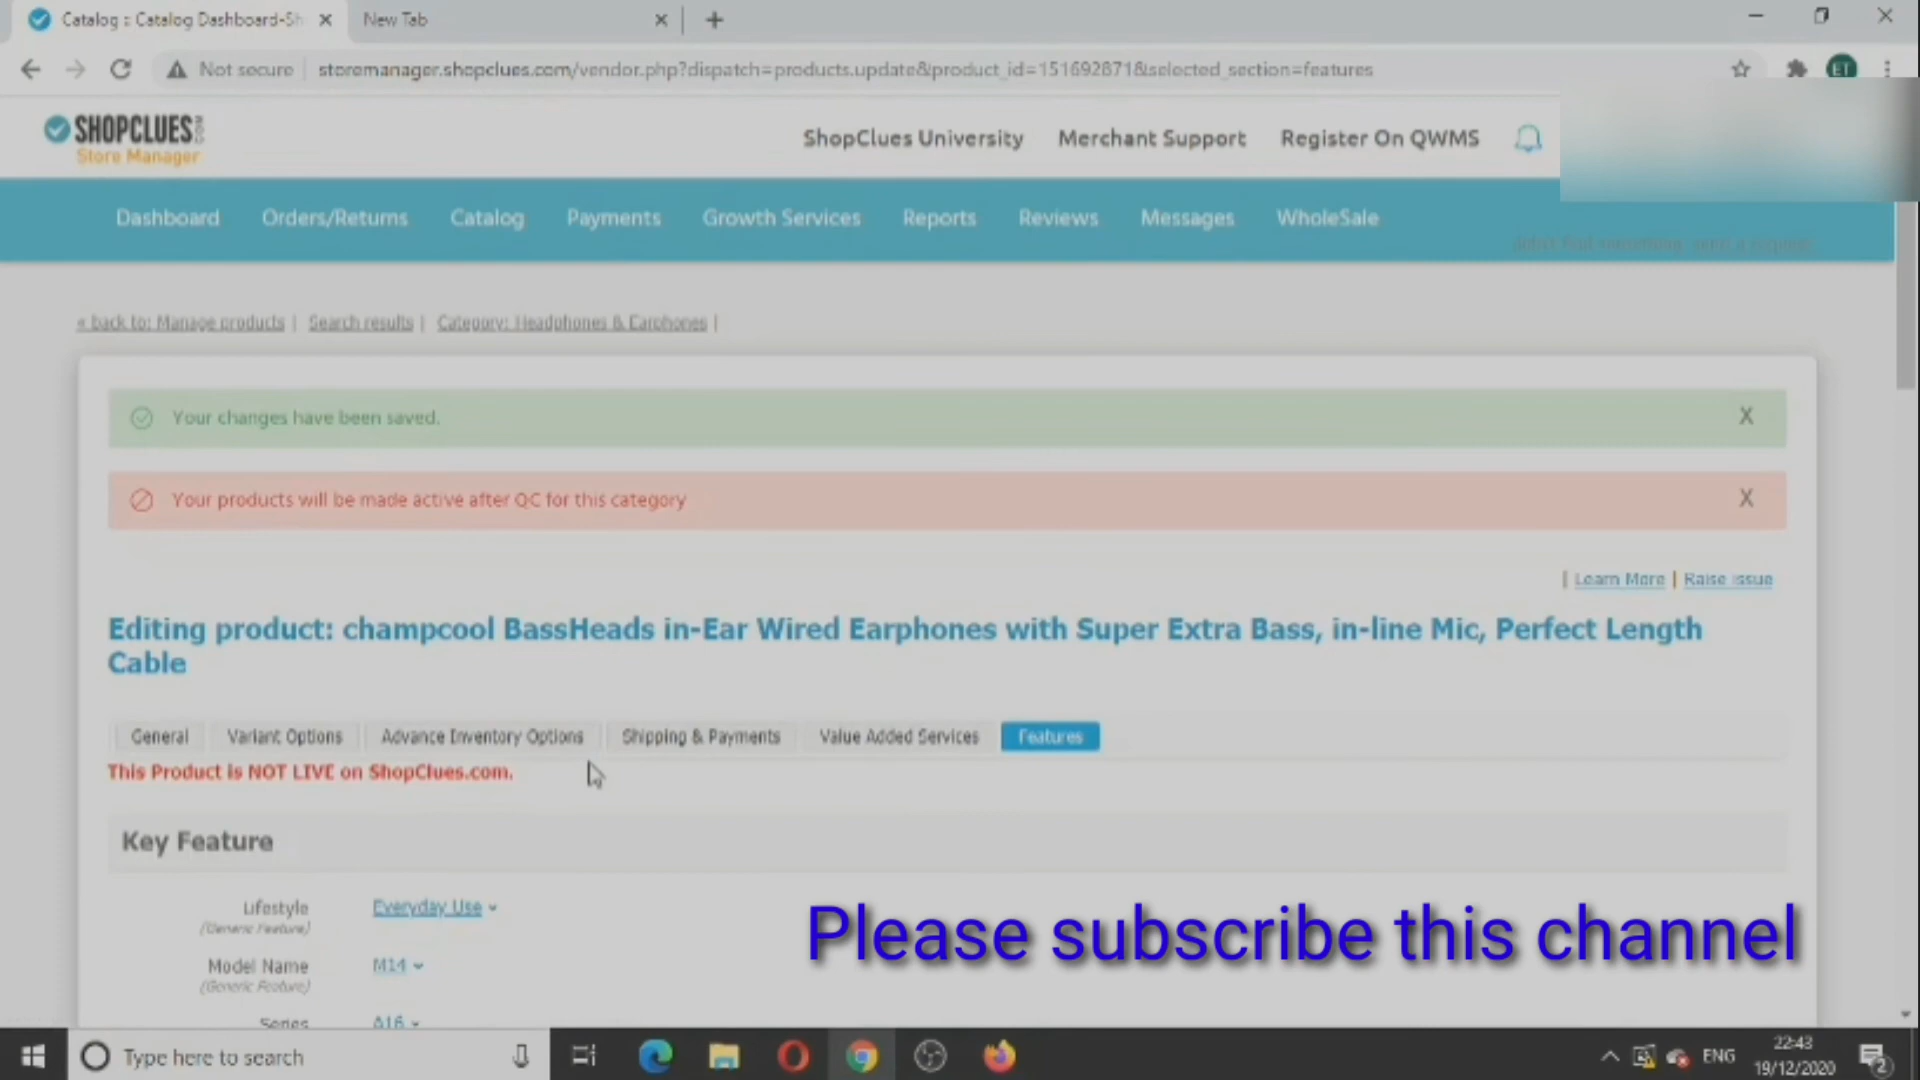 Catalog :: Catalog Dashboard-Sh
New Tab
Not secure
storemanager.shopclues.com/vendor.php?dispatch=products.update&product_id=151692871&selected_section=features
ET
SHOPCLUES.COM
Store Manager
ShopClues University
Merchant Support
Register On QWMS
Dashboard
Orders/Returns
Catalog
Payments
Growth Services
Reports
Reviews
Messages
WholeSale
« back to: Manage products |
Search results |
Category: Headphones & Earphones |
Your changes have been saved.
X
Your products will be made active after QC for this category
X
| Learn More | Raise issue
Editing product: champcool BassHeads in-Ear Wired Earphones with Super Extra Bass, in-line Mic, Perfect Length
Cable
General
Variant Options
Advance Inventory Options
Shipping & Payments
Value Added Services
Features
This Product is NOT LIVE on ShopClues.com.
Key Feature
Lifestyle
Everyday Use
(Generic Feature)
Model Name
M14
(Generic Feature)
Series
A16
Please subscribe this channel
Type here to search
ENG
22:43
19/12/2020
2